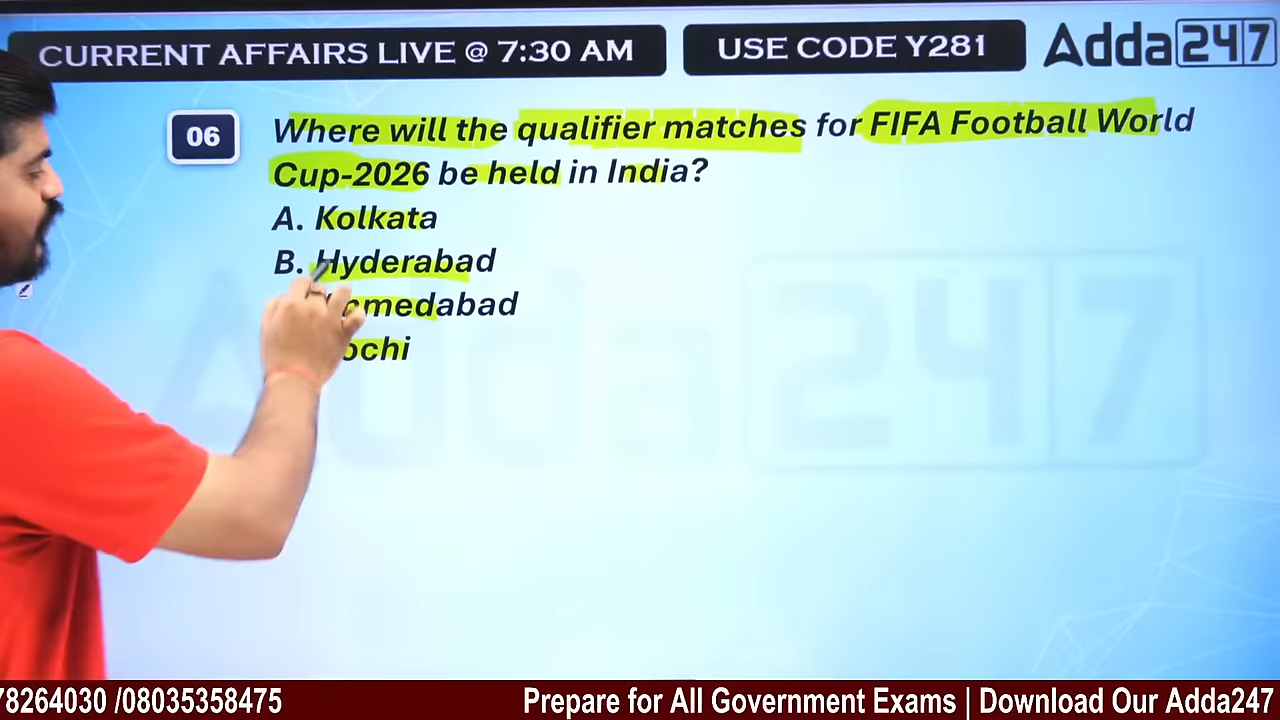 CURRENT AFFAIRS LIVE @ 7:30 AM
USE CODE Y281
Adda247
06
Where will the qualifier matches for FIFA Football World
Cup-2026 be held in India?
A. Kolkata
B. Hyderabad
medabad
ochi
Adda247
78264030 /08035358475
Prepare for All Government Exams | Download Our Adda247